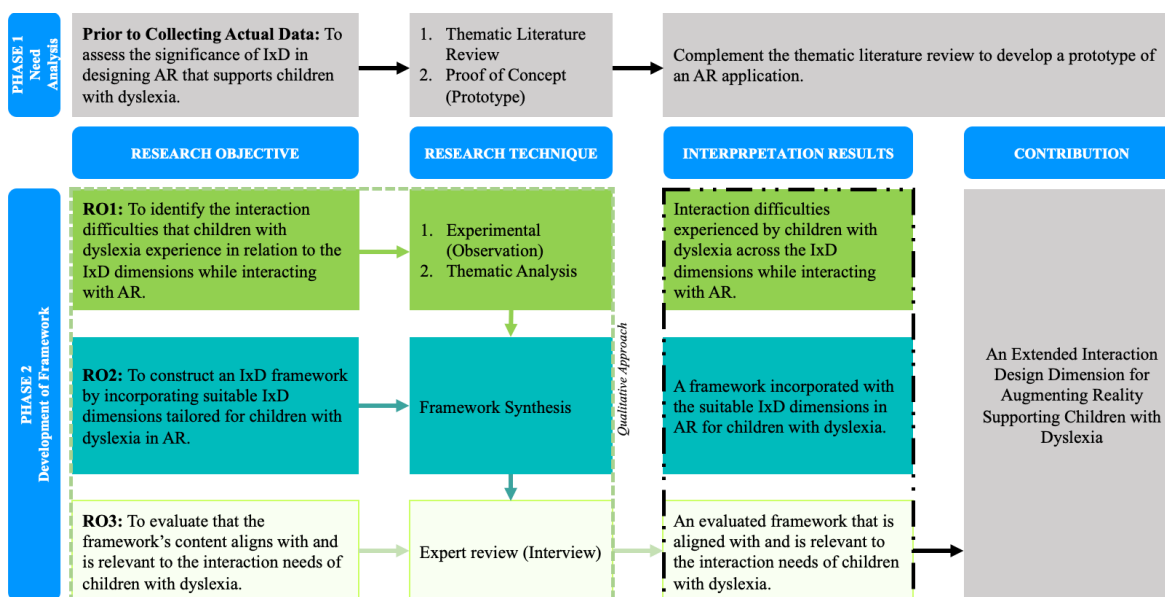 PHASE 1
Need
Analysis
Prior to Collecting Actual Data: To
assess the significance of IxD in
designing AR that supports children
with dyslexia.
1. Thematic Literature
Review
2. Proof of Concept
(Prototype)
Complement the thematic literature review to develop a prototype of
an AR application.
RESEARCH OBJECTIVE
RESEARCH TECHNIQUE
INTERPRPETATION RESULTS
CONTRIBUTION
PHASE 2
Development of Framework
RO1: To identify the interaction
difficulties that children with
dyslexia experience in relation to the
IxD dimensions while interacting
with AR.
1. Experimental
(Observation)
2. Thematic Analysis
Interaction difficulties
experienced by children with
dyslexia across the IxD
dimensions while interacting
with AR.
RO2: To construct an IxD framework
by incorporating suitable IxD
dimensions tailored for children with
dyslexia in AR.
Framework Synthesis
Qualitative Approach
A framework incorporated with
the suitable IxD dimensions in
AR for children with dyslexia.
RO3: To evaluate that the
framework’s content aligns with and
is relevant to the interaction needs of
children with dyslexia.
Expert review (Interview)
An evaluated framework that is
aligned with and is relevant to
the interaction needs of children
with dyslexia.
An Extended Interaction
Design Dimension for
Augmenting Reality
Supporting Children with
Dyslexia